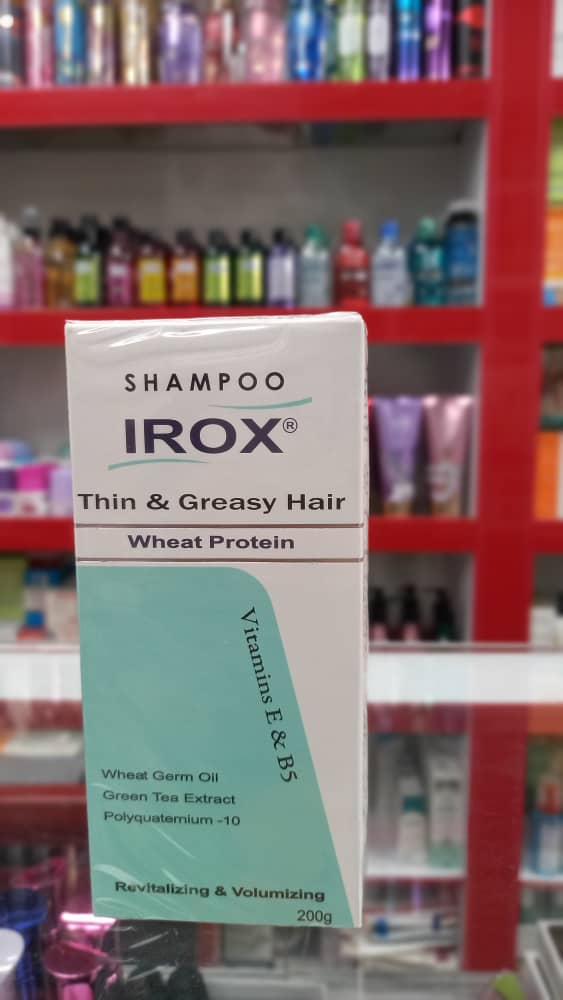 SHAMPOO
IROX®
Thin & Greasy Hair
Wheat Protein
Vitamins E & B5
Wheat Germ Oil
Green Tea Extract
Polyquaternium -10
Revitalizing & Volumizing
200g